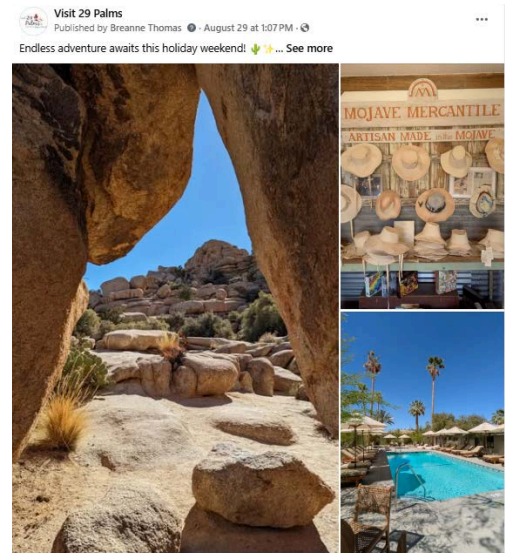 Visit 29 Palms
Published by Breanne Thomas · August 29 at 1:07 PM ·
Endless adventure awaits this holiday weekend! 🌵✨... See more
MOJAVE MERCANTILE
ARTISAN MADE in the MOJAVE